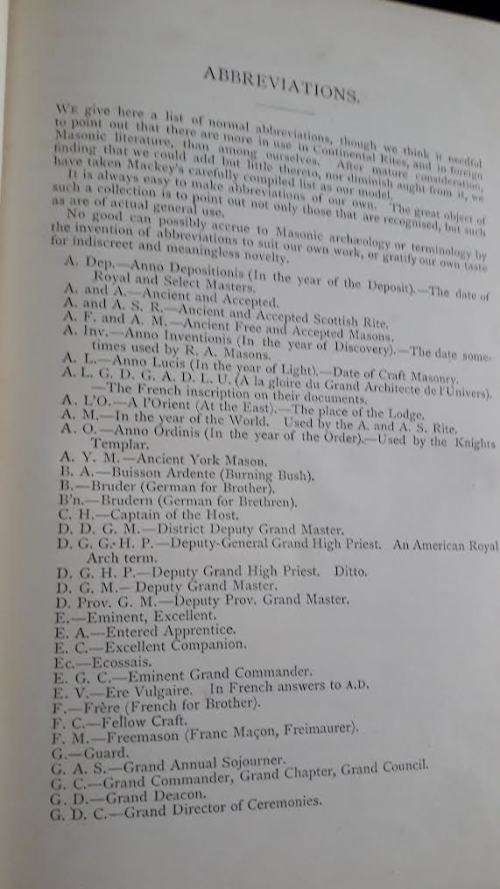 ABBREVIATIONS.
WE give here a list of normal abbreviations, though we think it needful
to point out that there are more in use in Continental Rites, and in foreign
Masonic literature, than among ourselves. After mature consideration,
finding that we could add but little thereto, nor diminish aught from it, we
have taken Mackey's carefully compiled list as our model.
It is always easy to make abbreviations of our own. The great object of
such a collection is to point out not only those that are recognised, but such
as are of actual general use.
No good can possibly accrue to Masonic archæology or terminology by
the invention of abbreviations to suit our own work, or gratify our own taste
for indiscreet and meaningless novelty.
A. Dep.—Anno Depositionis (In the year of the Deposit).—The date of
Royal and Select Masters.
A. and A.—Ancient and Accepted.
A. and A. S. R.—Ancient and Accepted Scottish Rite.
A. F. and A. M.—Ancient Free and Accepted Masons.
A. Inv.—Anno Inventionis (In the year of Discovery).—The date some-
times used by R. A. Masons.
A. L.—Anno Lucis (In the year of Light).—Date of Craft Masonry.
A. L. G. D. G. A. D. L. U. (A la gloire du Grand Architecte de l'Univers).
—The French inscription on their documents.
A. L'O.—A l'Orient (At the East).—The place of the Lodge.
A. M.—In the year of the World. Used by the A. and A. S. Rite.
A. O.—Anno Ordinis (In the year of the Order).—Used by the Knights
Templar.
A. Y. M.—Ancient York Mason.
B. A.—Buisson Ardente (Burning Bush).
B.—Bruder (German for Brother).
B'n.—Brudern (German for Brethren).
C. H.—Captain of the Host.
D. D. G. M.—District Deputy Grand Master.
D. G. G. H. P.—Deputy-General Grand High Priest. An American Royal
Arch term.
D. G. H. P.—Deputy Grand High Priest. Ditto.
D. G. M.—Deputy Grand Master.
D. Prov. G. M.—Deputy Prov. Grand Master.
E.—Eminent, Excellent.
E. A.—Entered Apprentice.
E. C.—Excellent Companion.
Ec.—Ecossais.
E. G. C.—Eminent Grand Commander.
E. V.—Ere Vulgaire. In French answers to A.D.
F.—Frère (French for Brother).
F. C.—Fellow Craft.
F. M.—Freemason (Franc Maçon, Freimaurer).
G.—Guard.
G. A. S.—Grand Annual Sojourner.
G. C.—Grand Commander, Grand Chapter, Grand Council.
G. D.—Grand Deacon.
G. D. C.—Grand Director of Ceremonies.